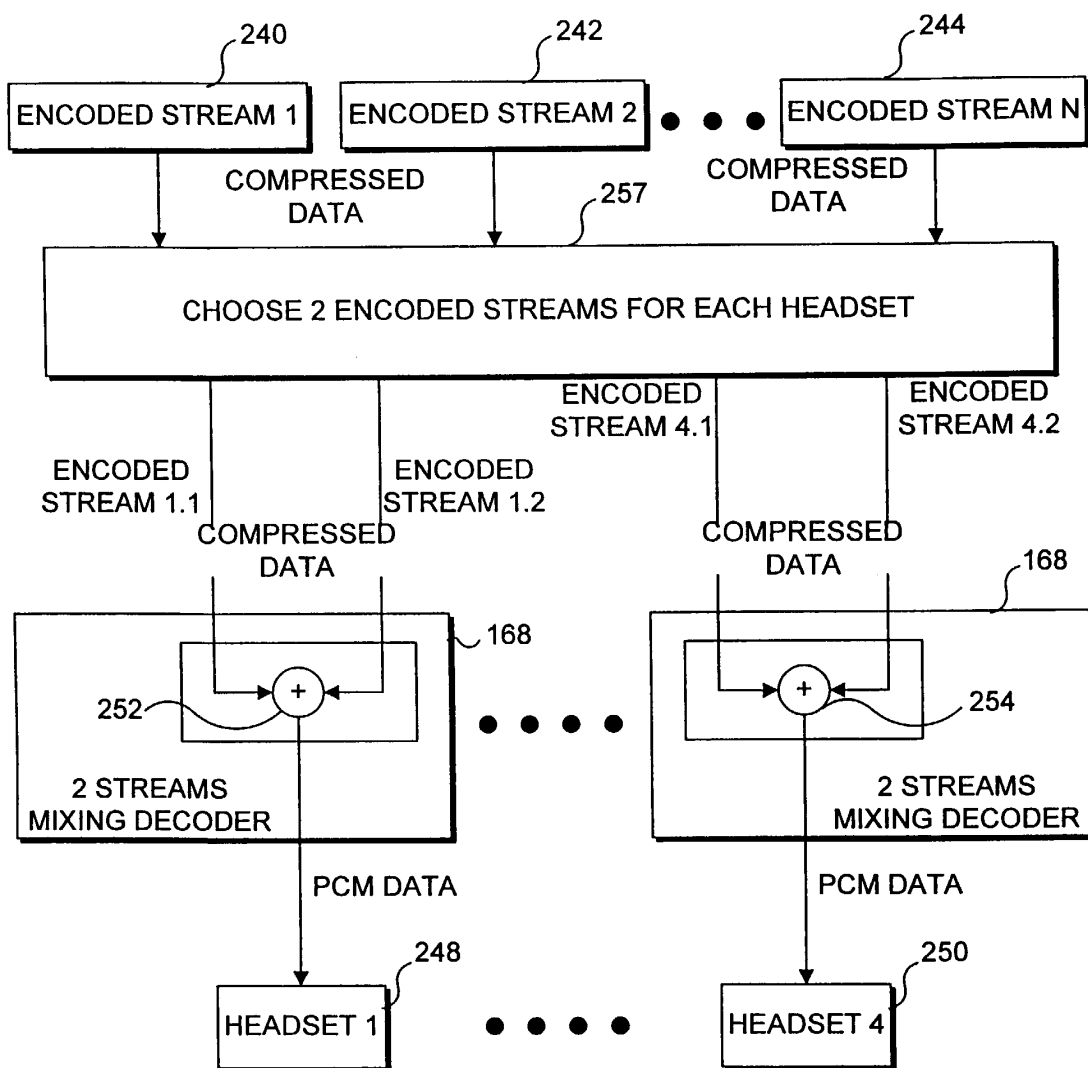 240
242
244
ENCODED STREAM 1
ENCODED STREAM 2
ENCODED STREAM N
COMPRESSED
DATA
COMPRESSED
DATA
257
CHOOSE 2 ENCODED STREAMS FOR EACH HEADSET
ENCODED
STREAM 1.1
ENCODED
STREAM 1.2
ENCODED
STREAM 4.1
ENCODED
STREAM 4.2
COMPRESSED
DATA
COMPRESSED
DATA
168
168
+
+
252
254
2 STREAMS
MIXING DECODER
2 STREAMS
MIXING DECODER
PCM DATA
PCM DATA
248
250
HEADSET 1
HEADSET 4